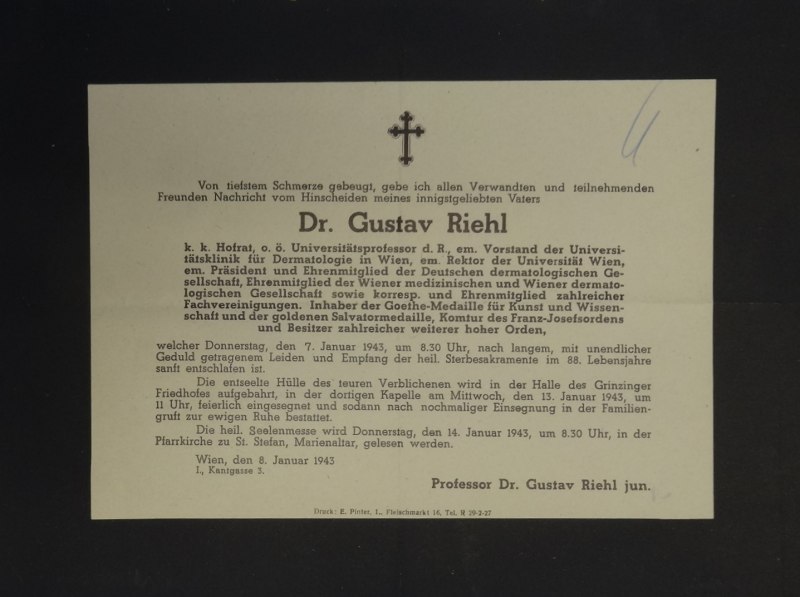 Von tiefstem Schmerze gebeugt, gebe ich allen Verwandten und teilnehmenden
Freunden Nachricht vom Hinscheiden meines innigstgeliebten Vaters
Dr. Gustav Riehl
k. k. Hofrat, o. ö. Universitätsprofessor d. R., em. Vorstand der Universi-
tätsklinik für Dermatologie in Wien, em. Rektor der Universität Wien,
em. Präsident und Ehrenmitglied der Deutschen dermatologischen Ge-
sellschaft, Ehrenmitglied der Wiener medizinischen und Wiener dermato-
logischen Gesellschaft sowie korresp. und Ehrenmitglied zahlreicher
Fachvereinigungen. Inhaber der Goethe-Medaille für Kunst und Wissen-
schaft und der goldenen Salvatormedaille, Komtur des Franz-Josefsordens
und Besitzer zahlreicher weiterer hoher Orden,
welcher Donnerstag, den 7. Januar 1943, um 8.30 Uhr, nach langem, mit unendlicher
Geduld getragenem Leiden und Empfang der heil. Sterbesakramente im 88. Lebensjahre
sanft entschlafen ist.
Die entseelte Hülle des teuren Verblichenen wird in der Halle des Grinzinger
Friedhofes aufgebahrt, in der dortigen Kapelle am Mittwoch, den 13. Januar 1943, um
11 Uhr, feierlich eingesegnet und sodann nach nochmaliger Einsegnung in der Familien-
gruft zur ewigen Ruhe bestattet.
Die heil. Seelenmesse wird Donnerstag, den 14. Januar 1943, um 8.30 Uhr, in der
Pfarrkirche zu St. Stefan, Marienaltar, gelesen werden.
Wien, den 8. Januar 1943
I., Kantgasse 3.
Professor Dr. Gustav Riehl jun.
Druck: E. Pinter, I., Fleischmarkt 16, Tel. R 29-2-27